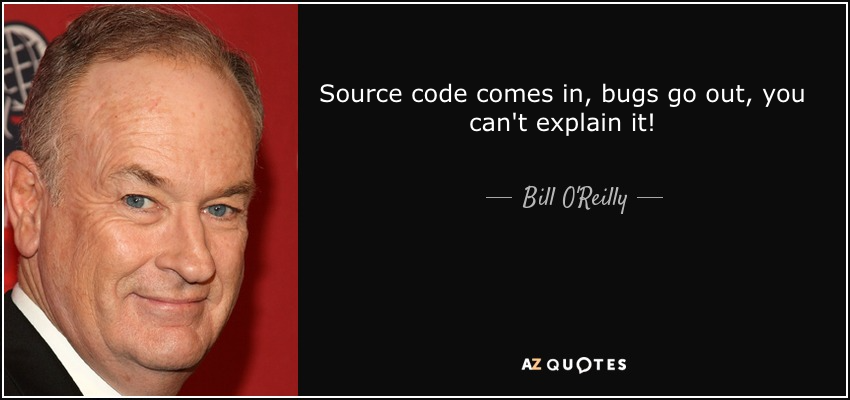 Source code comes in, bugs go out, you
can't explain it!
— Bill O'Reilly —
AZ QUOTES